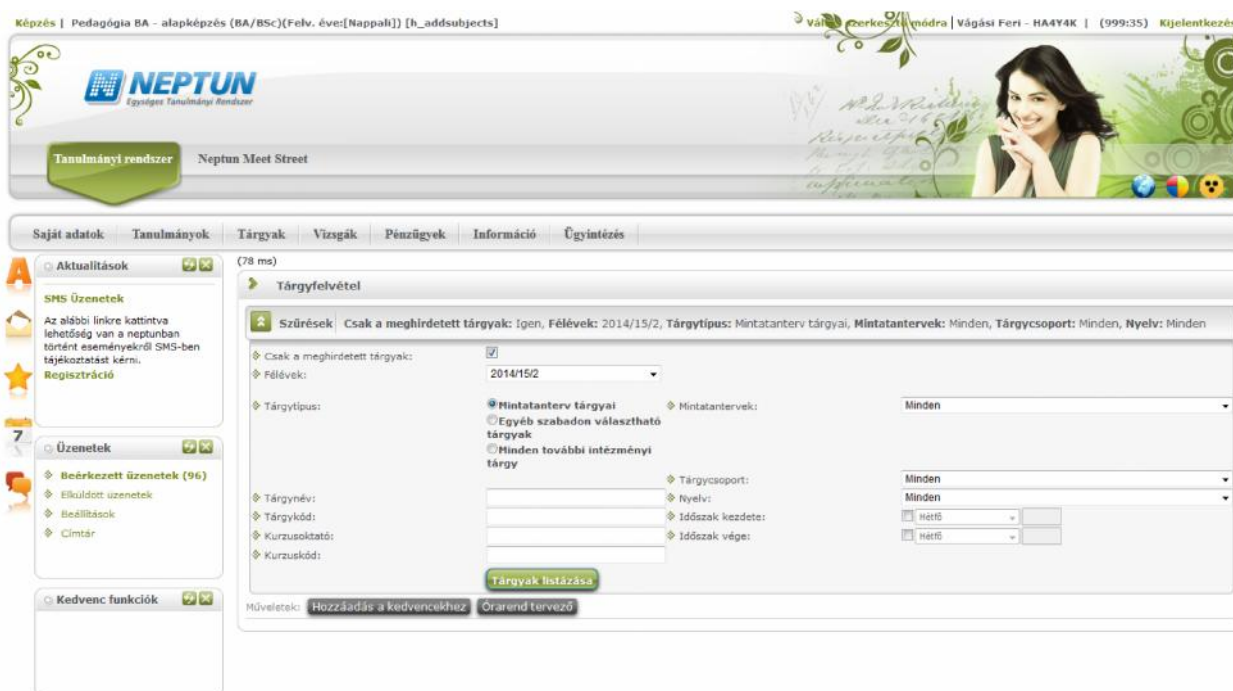 Képzés | Pedagógia BA - alapképzés (BA/BSc)(Felv. éve:[Nappali]) [h_addsubjects]
módra | Vágási Feri - HA4Y4K | (999:35) Kijelentkezés
NEPTUN
Egységes Tanulmányi Rendszer
Tanulmányi rendszer Neptun Meet Street
Saját adatok Tanulmányok Tárgyak Vizsgák Pénzügyek Információ Ügyintézés
Aktualitások
SMS Üzenetek
Az alábbi linkre kattintva
lehetőség van a neptunban
történt eseményekről SMS-ben
tájékoztatást kérni.
Regisztráció
7
Üzenetek
Beérkezett üzenetek (96)
Elküldött üzenetek
Beállítások
Címtár
Kedvenc funkciók
(78 ms)
Tárgyfelvétel
Szűrések Csak a meghirdetett tárgyak: Igen, Félévek: 2014/15/2, Tárgytípus: Mintatanterv tárgyai, Mintatantervek: Minden, Tárgycsoport: Minden, Nyelv: Minden
Csak a meghirdetett tárgyak:
Félévek: 2014/15/2
Tárgytípus: Mintatanterv tárgyai Mintatantervek: Minden
Egyéb szabadon választható
tárgyak
Minden további intézményi
tárgy
Tárgycsoport: Minden
Tárgynév: Nyelv: Minden
Tárgykód: Időszak kezdete: Hétfő
Kurzusoktató: Időszak vége: Hétfő
Kurzuskód:
Tárgyak listázása
Műveletek: Hozzáadás a kedvencekhez Órarend tervező